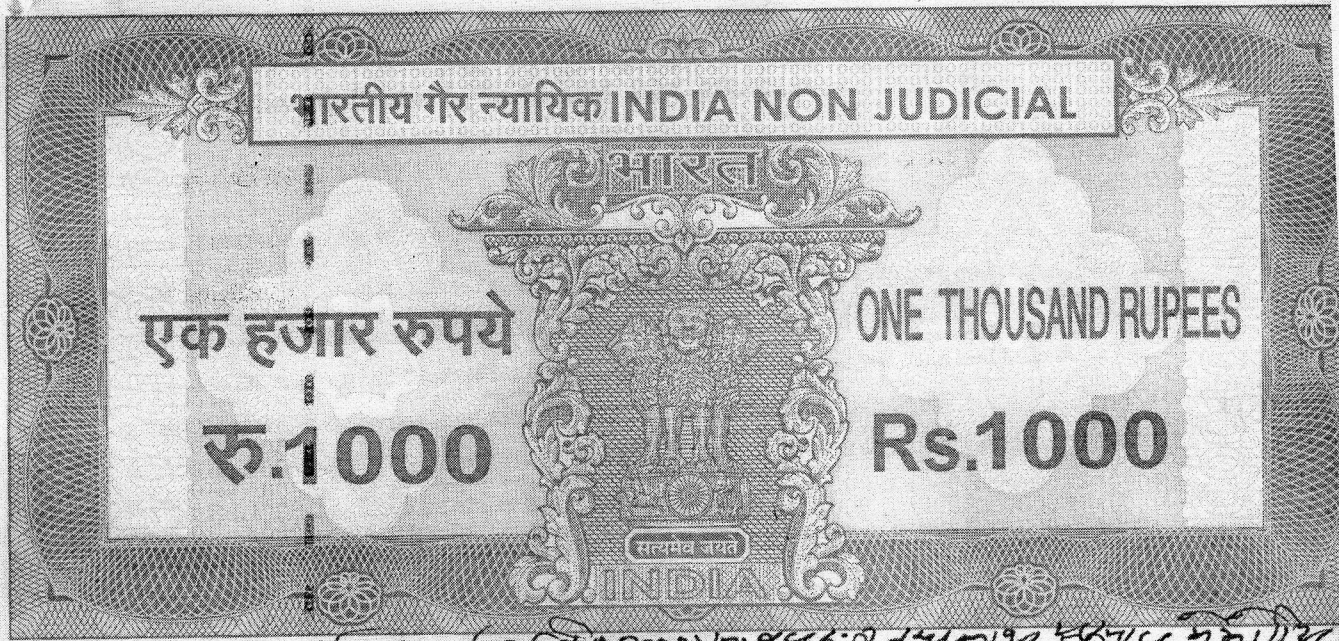 भारतीय गैर न्यायिक INDIA NON JUDICIAL
भारत
एक हजार रुपये
ONE THOUSAND RUPEES
रु.1000
Rs.1000
सत्यमेव जयते
INDIA